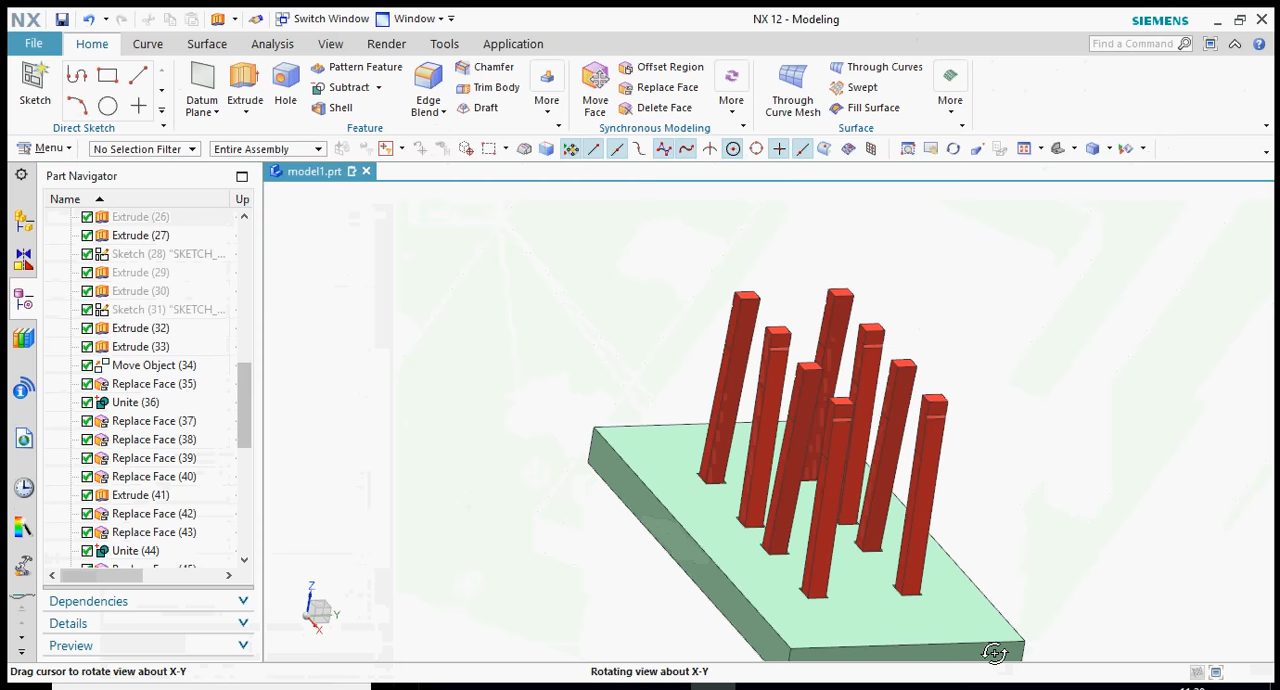 NX
Switch Window
Window
NX 12 - Modeling
SIEMENS
File
Home
Curve
Surface
Analysis
View
Render
Tools
Application
Find a Command
Sketch
Direct Sketch
Datum Plane
Extrude
Hole
Pattern Feature
Subtract
Shell
Edge Blend
Chamfer
Trim Body
Draft
More
Feature
Move Face
Offset Region
Replace Face
Delete Face
More
Synchronous Modeling
Through Curve Mesh
Through Curves
Swept
Fill Surface
More
Surface
Menu
No Selection Filter
Entire Assembly
Part Navigator
model1.prt
Name
Up
Extrude (26)
Extrude (27)
Sketch (28) "SKETCH_...
Extrude (29)
Extrude (30)
Sketch (31) "SKETCH_...
Extrude (32)
Extrude (33)
Move Object (34)
Replace Face (35)
Unite (36)
Replace Face (37)
Replace Face (38)
Replace Face (39)
Replace Face (40)
Extrude (41)
Replace Face (42)
Replace Face (43)
Unite (44)
Dependencies
Details
Preview
Z
Y
X
Drag cursor to rotate view about X-Y
Rotating view about X-Y